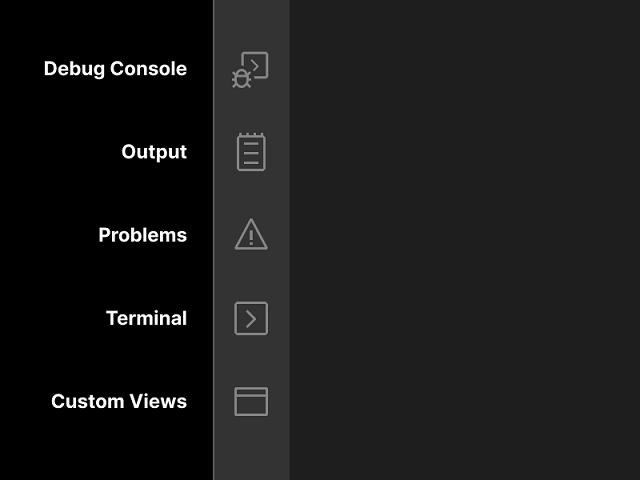 Debug Console
Output
Problems
Terminal
Custom Views